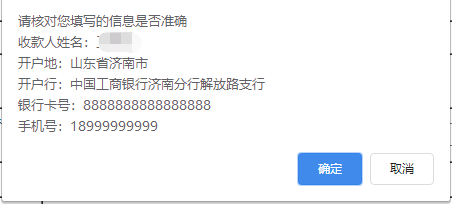 请核对您填写的信息是否准确
收款人姓名：
开户地：山东省济南市
开户行：中国工商银行济南分行解放路支行
银行卡号：8888888888888888
手机号：18999999999
确定
取消